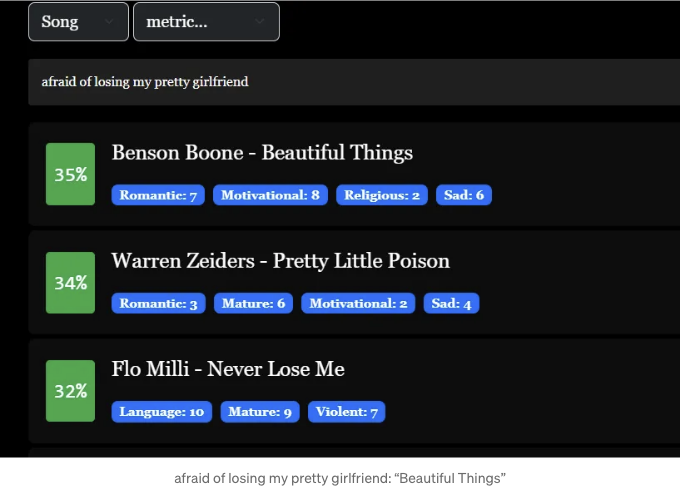 Song
metric...
afraid of losing my pretty girlfriend
35%
Benson Boone - Beautiful Things
Romantic: 7 Motivational: 8 Religious: 2 Sad: 6
34%
Warren Zeiders - Pretty Little Poison
Romantic: 3 Mature: 6 Motivational: 2 Sad: 4
32%
Flo Milli - Never Lose Me
Language: 10 Mature: 9 Violent: 7
afraid of losing my pretty girlfriend: “Beautiful Things”